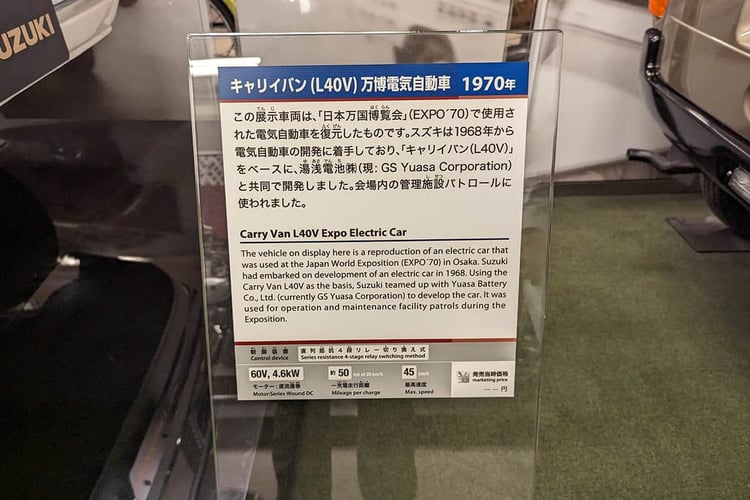 SUZUKI
キャリイバン (L40V) 万博電気自動車 1970年
この展示車両は、「日本万国博覧会」(EXPO´70)で使用さ
れた電気自動車を復元したものです。スズキは1968年から
電気自動車の開発に着手しており、「キャリイバン(L40V)」
をベースに、湯浅電池㈱(現: GS Yuasa Corporation)
と共同で開発しました。会場内の管理施設パトロールに
使われました。
Carry Van L40V Expo Electric Car
The vehicle on display here is a reproduction of an electric car that
was used at the Japan World Exposition (EXPO´70) in Osaka. Suzuki
had embarked on development of an electric car in 1968. Using the
Carry Van L40V as the basis, Suzuki teamed up with Yuasa Battery
Co., Ltd. (currently GS Yuasa Corporation) to develop the car. It was
used for operation and maintenance facility patrols during the
Exposition.
制御装置 直列抵抗4段リレー切り換え式
Control device Series resistance 4-stage relay switching method
60V, 4.6kW 約 50 km at 20 km/h 45 km/h 発売当時価格
marketing price
モーター：直流直巻 一充電走行距離 最高速度 －－円
Motor:Series Wound DC Mileage per charge Max. speed